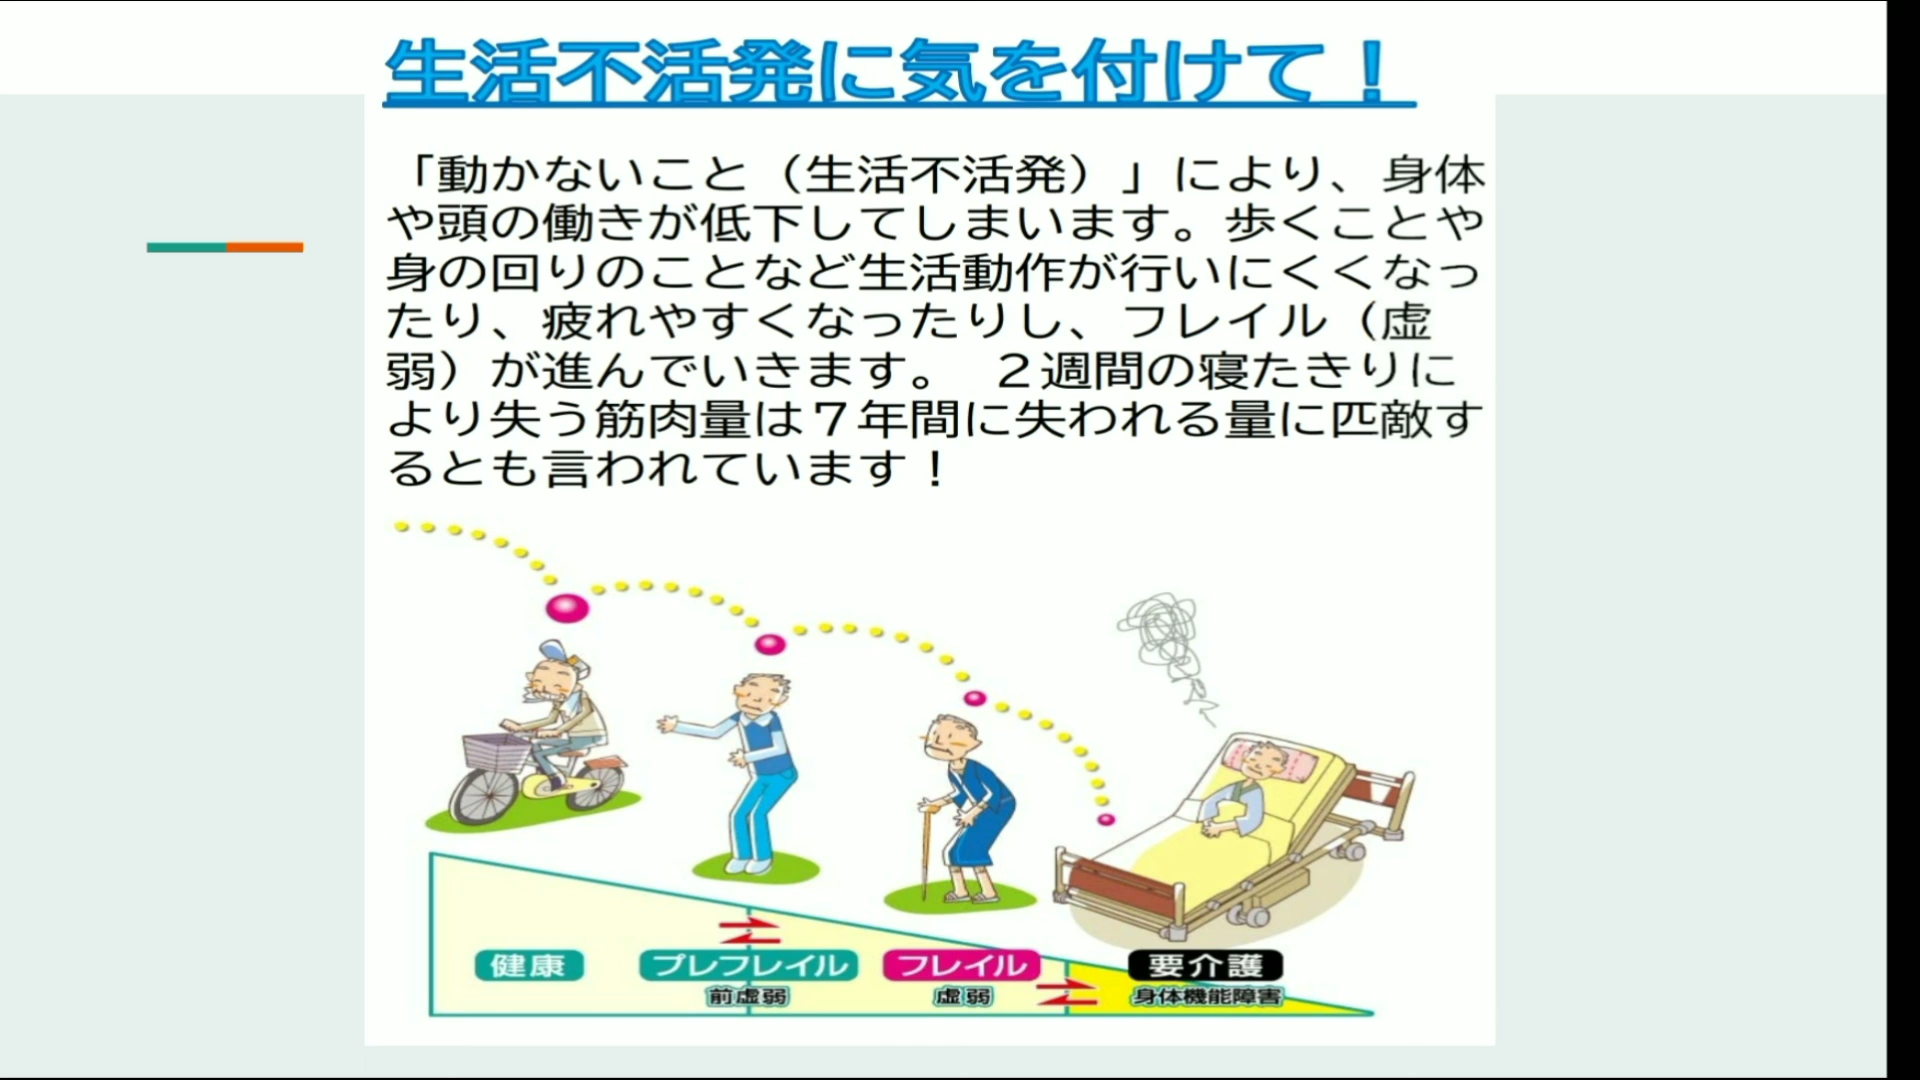 生活不活発に気を付けて！
「動かないこと（生活不活発）」により、身体
や頭の働きが低下してしまいます。歩くことや
身の回りのことなど生活動作が行いにくくなっ
たり、疲れやすくなったりし、フレイル（虚
弱）が進んでいきます。　２週間の寝たきりに
より失う筋肉量は７年間に失われる量に匹敵す
るとも言われています！
健康
プレフレイル
フレイル
要介護
前虚弱
虚弱
身体機能障害